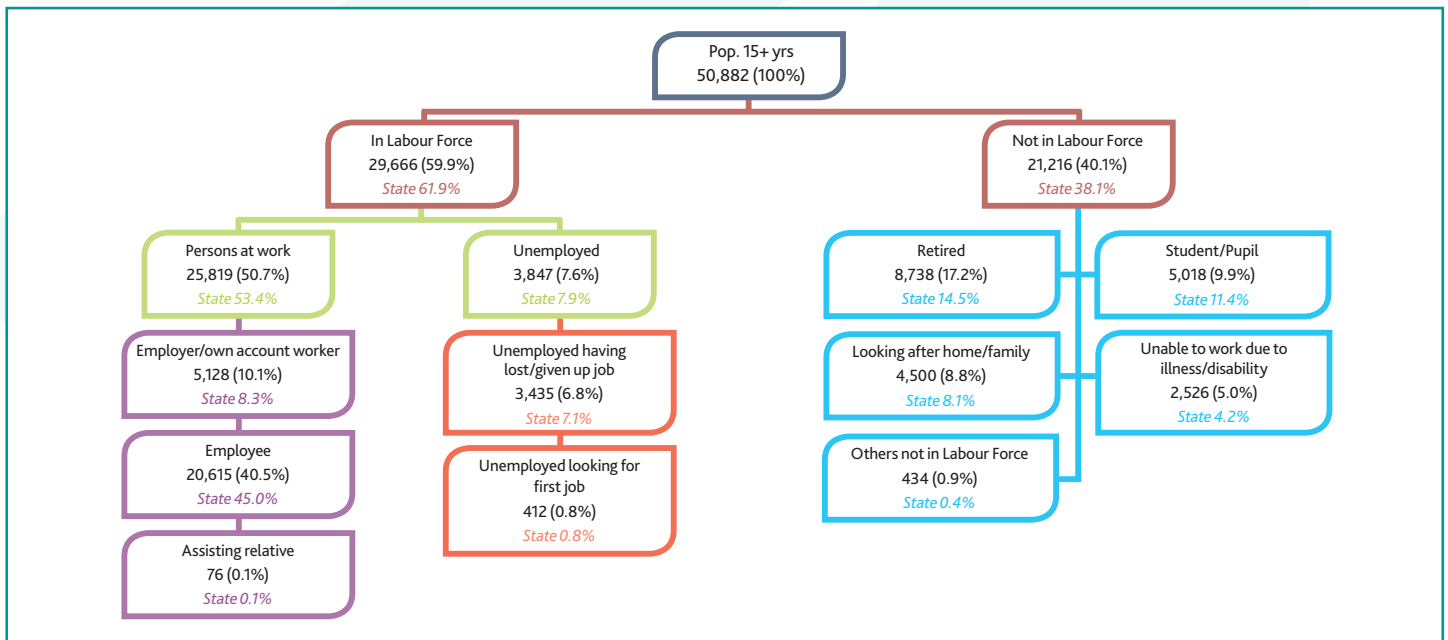 Pop. 15+ yrs
50,882 (100%)
In Labour Force
29,666 (59.9%)
State 61.9%
Not in Labour Force
21,216 (40.1%)
State 38.1%
Persons at work
25,819 (50.7%)
State 53.4%
Unemployed
3,847 (7.6%)
State 7.9%
Retired
8,738 (17.2%)
State 14.5%
Student/Pupil
5,018 (9.9%)
State 11.4%
Employer/own account worker
5,128 (10.1%)
State 8.3%
Unemployed having
lost/given up job
3,435 (6.8%)
State 7.1%
Looking after home/family
4,500 (8.8%)
State 8.1%
Unable to work due to
illness/disability
2,526 (5.0%)
State 4.2%
Employee
20,615 (40.5%)
State 45.0%
Unemployed looking for
first job
412 (0.8%)
State 0.8%
Others not in Labour Force
434 (0.9%)
State 0.4%
Assisting relative
76 (0.1%)
State 0.1%